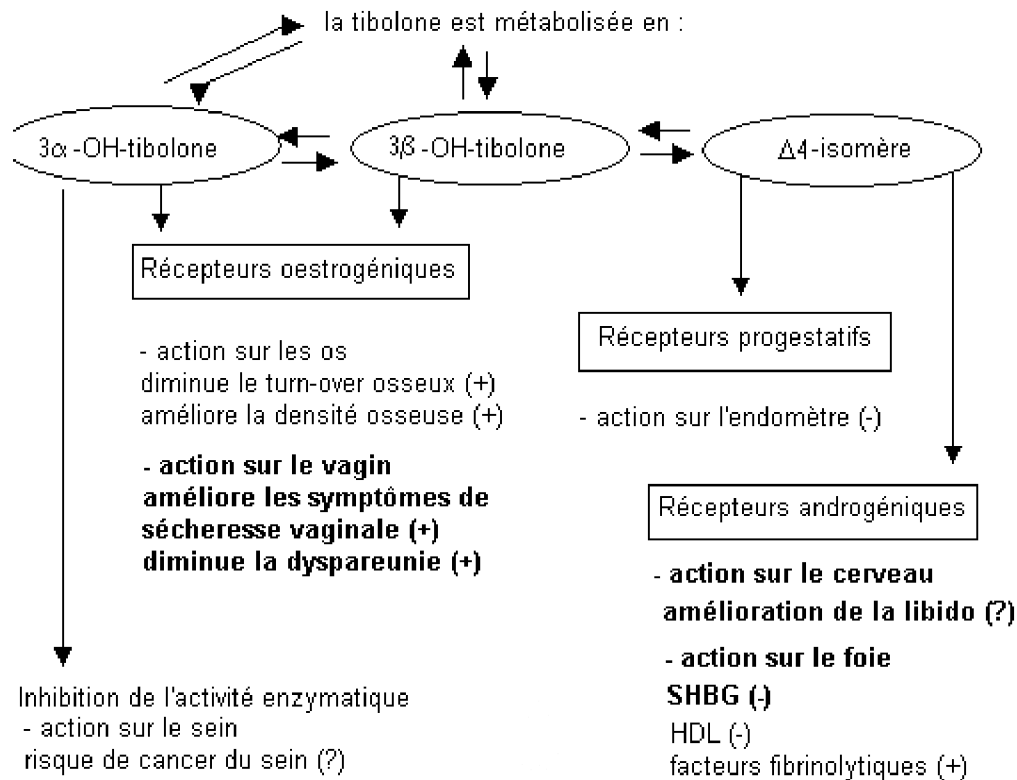 la tibolone est métabolisée en :
3α -OH-tibolone
3β -OH-tibolone
Δ4-isomère
Récepteurs oestrogéniques
- action sur les os
diminue le turn-over osseux (+)
améliore la densité osseuse (+)
- action sur le vagin
améliore les symptômes de
sécheresse vaginale (+)
diminue la dyspareunie (+)
Récepteurs progestatifs
- action sur l'endomètre (-)
Récepteurs androgéniques
- action sur le cerveau
amélioration de la libido (?)
- action sur le foie
SHBG (-)
HDL (-)
facteurs fibrinolytiques (+)
Inhibition de l'activité enzymatique
- action sur le sein
risque de cancer du sein (?)